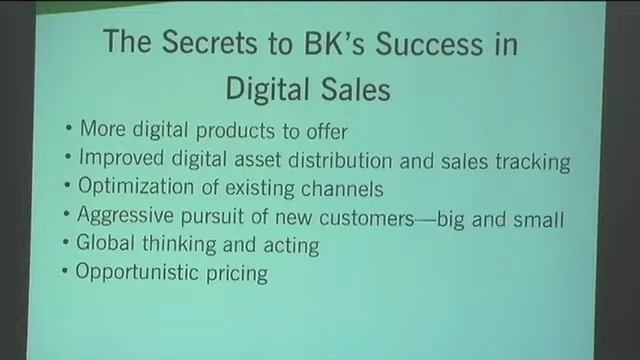 The Secrets to BK's Success in
Digital Sales
• More digital products to offer
• Improved digital asset distribution and sales tracking
• Optimization of existing channels
• Aggressive pursuit of new customers—big and small
• Global thinking and acting
• Opportunistic pricing